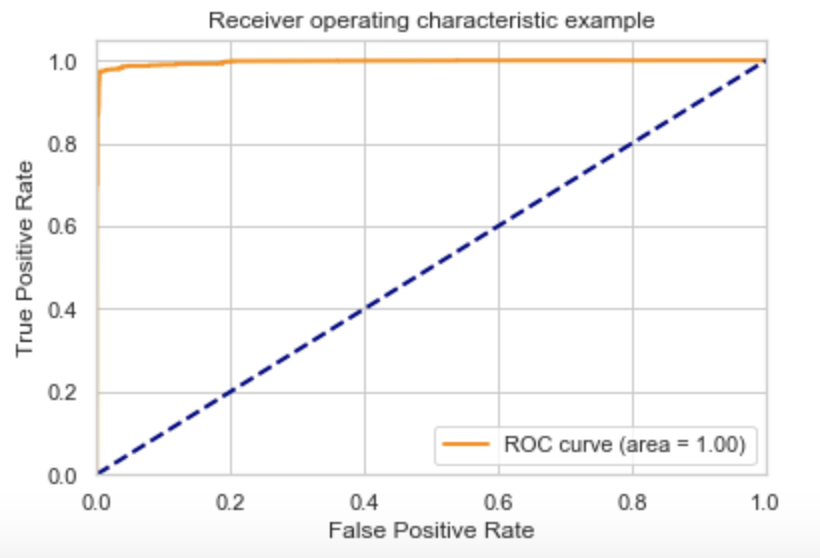 Receiver operating characteristic example
True Positive Rate
1.0
0.8
0.6
0.4
0.2
0.0
ROC curve (area = 1.00)
0.0 0.2 0.4 0.6 0.8 1.0
False Positive Rate